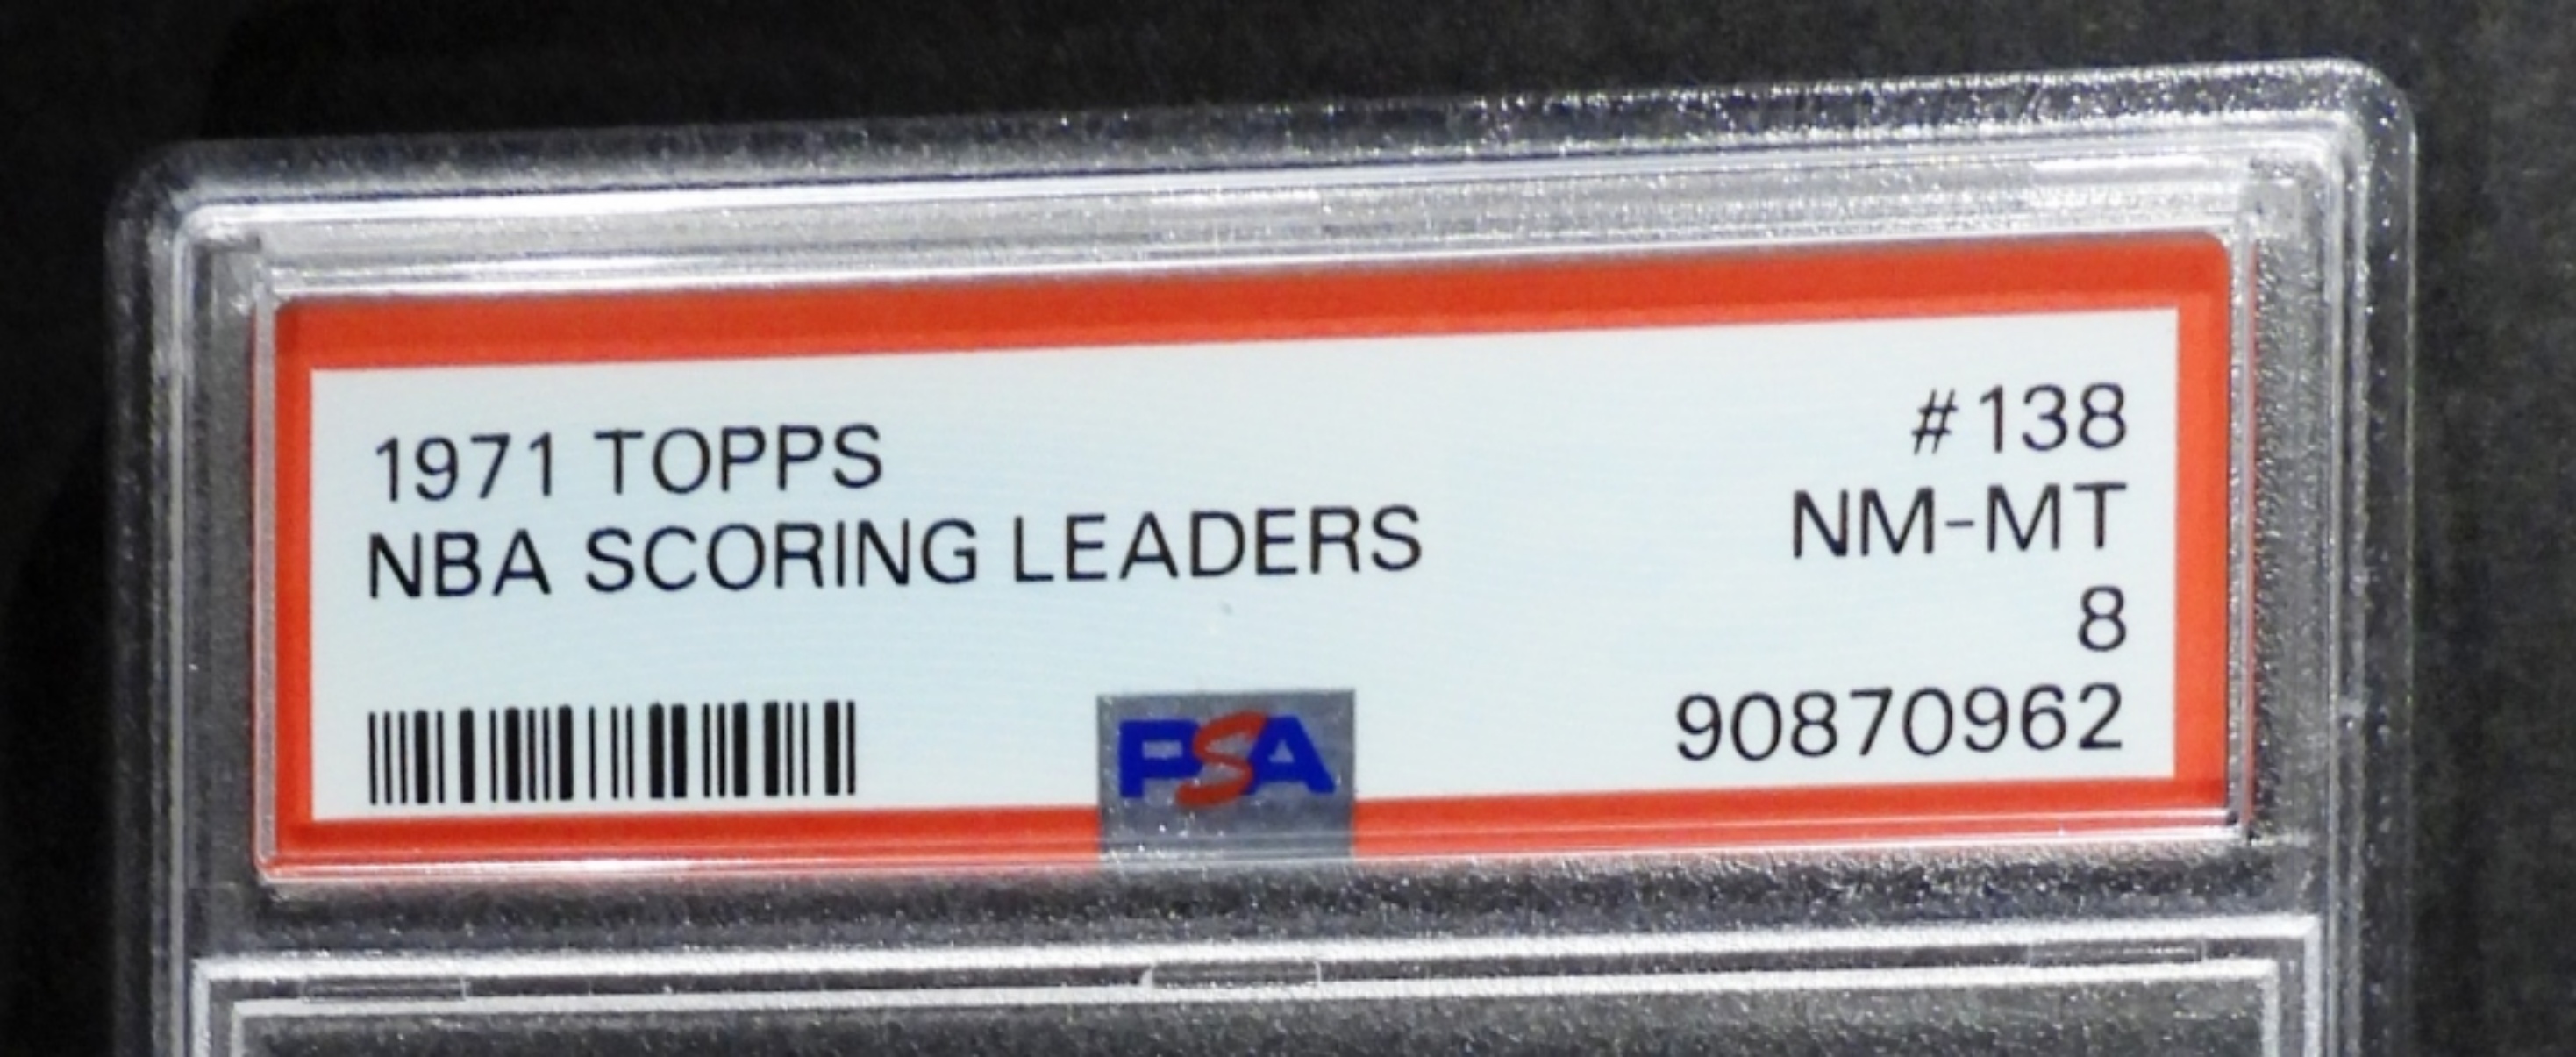 1971 TOPPS
NBA SCORING LEADERS
#138
NM-MT
8
90870962
PSA